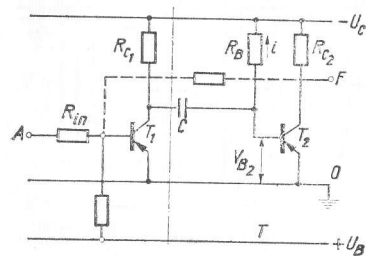 -U_C
R_C1
R_B
i
R_C2
F
A
R_in
T_1
C
T_2
V_B2
0
T
+U_B